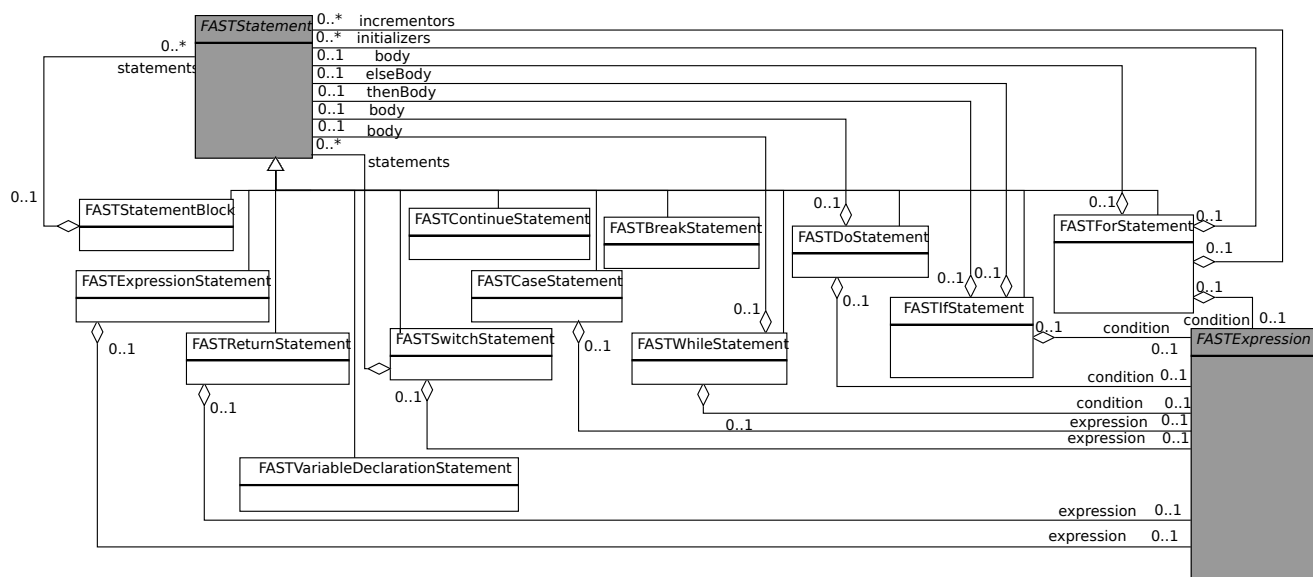 FASTStatement
0..* incrementors
0..* initializers
0..* 
statements
0..1 body
0..1 elseBody
0..1 thenBody
0..1 body
0..1 body
0..*
statements
0..1
FASTStatementBlock
FASTContinueStatement
FASTBreakStatement
0..1
FASTDoStatement
0..1
FASTForStatement
0..1
0..1
FASTExpressionStatement
FASTCaseStatement
0..1
0..1
0..1
0..1
FASTIfStatement
0..1
0..1
condition
condition
0..1
0..1
FASTExpression
0..1
FASTReturnStatement
FASTSwitchStatement
0..1
FASTWhileStatement
0..1
condition 0..1
0..1
0..1
condition 0..1
0..1
expression 0..1
expression 0..1
FASTVariableDeclarationStatement
expression 0..1
expression 0..1